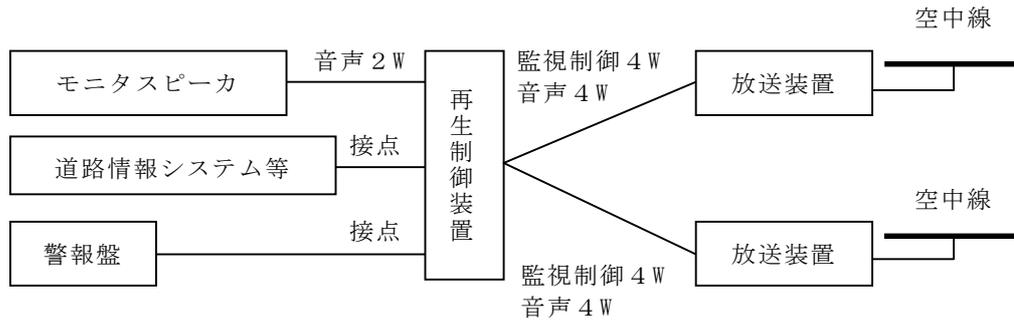 空中線
モニタスピーカ
音声２Ｗ
再生制御装置
監視制御４Ｗ
音声４Ｗ
放送装置
道路情報システム等
接点
空中線
警報盤
接点
放送装置
監視制御４Ｗ
音声４Ｗ